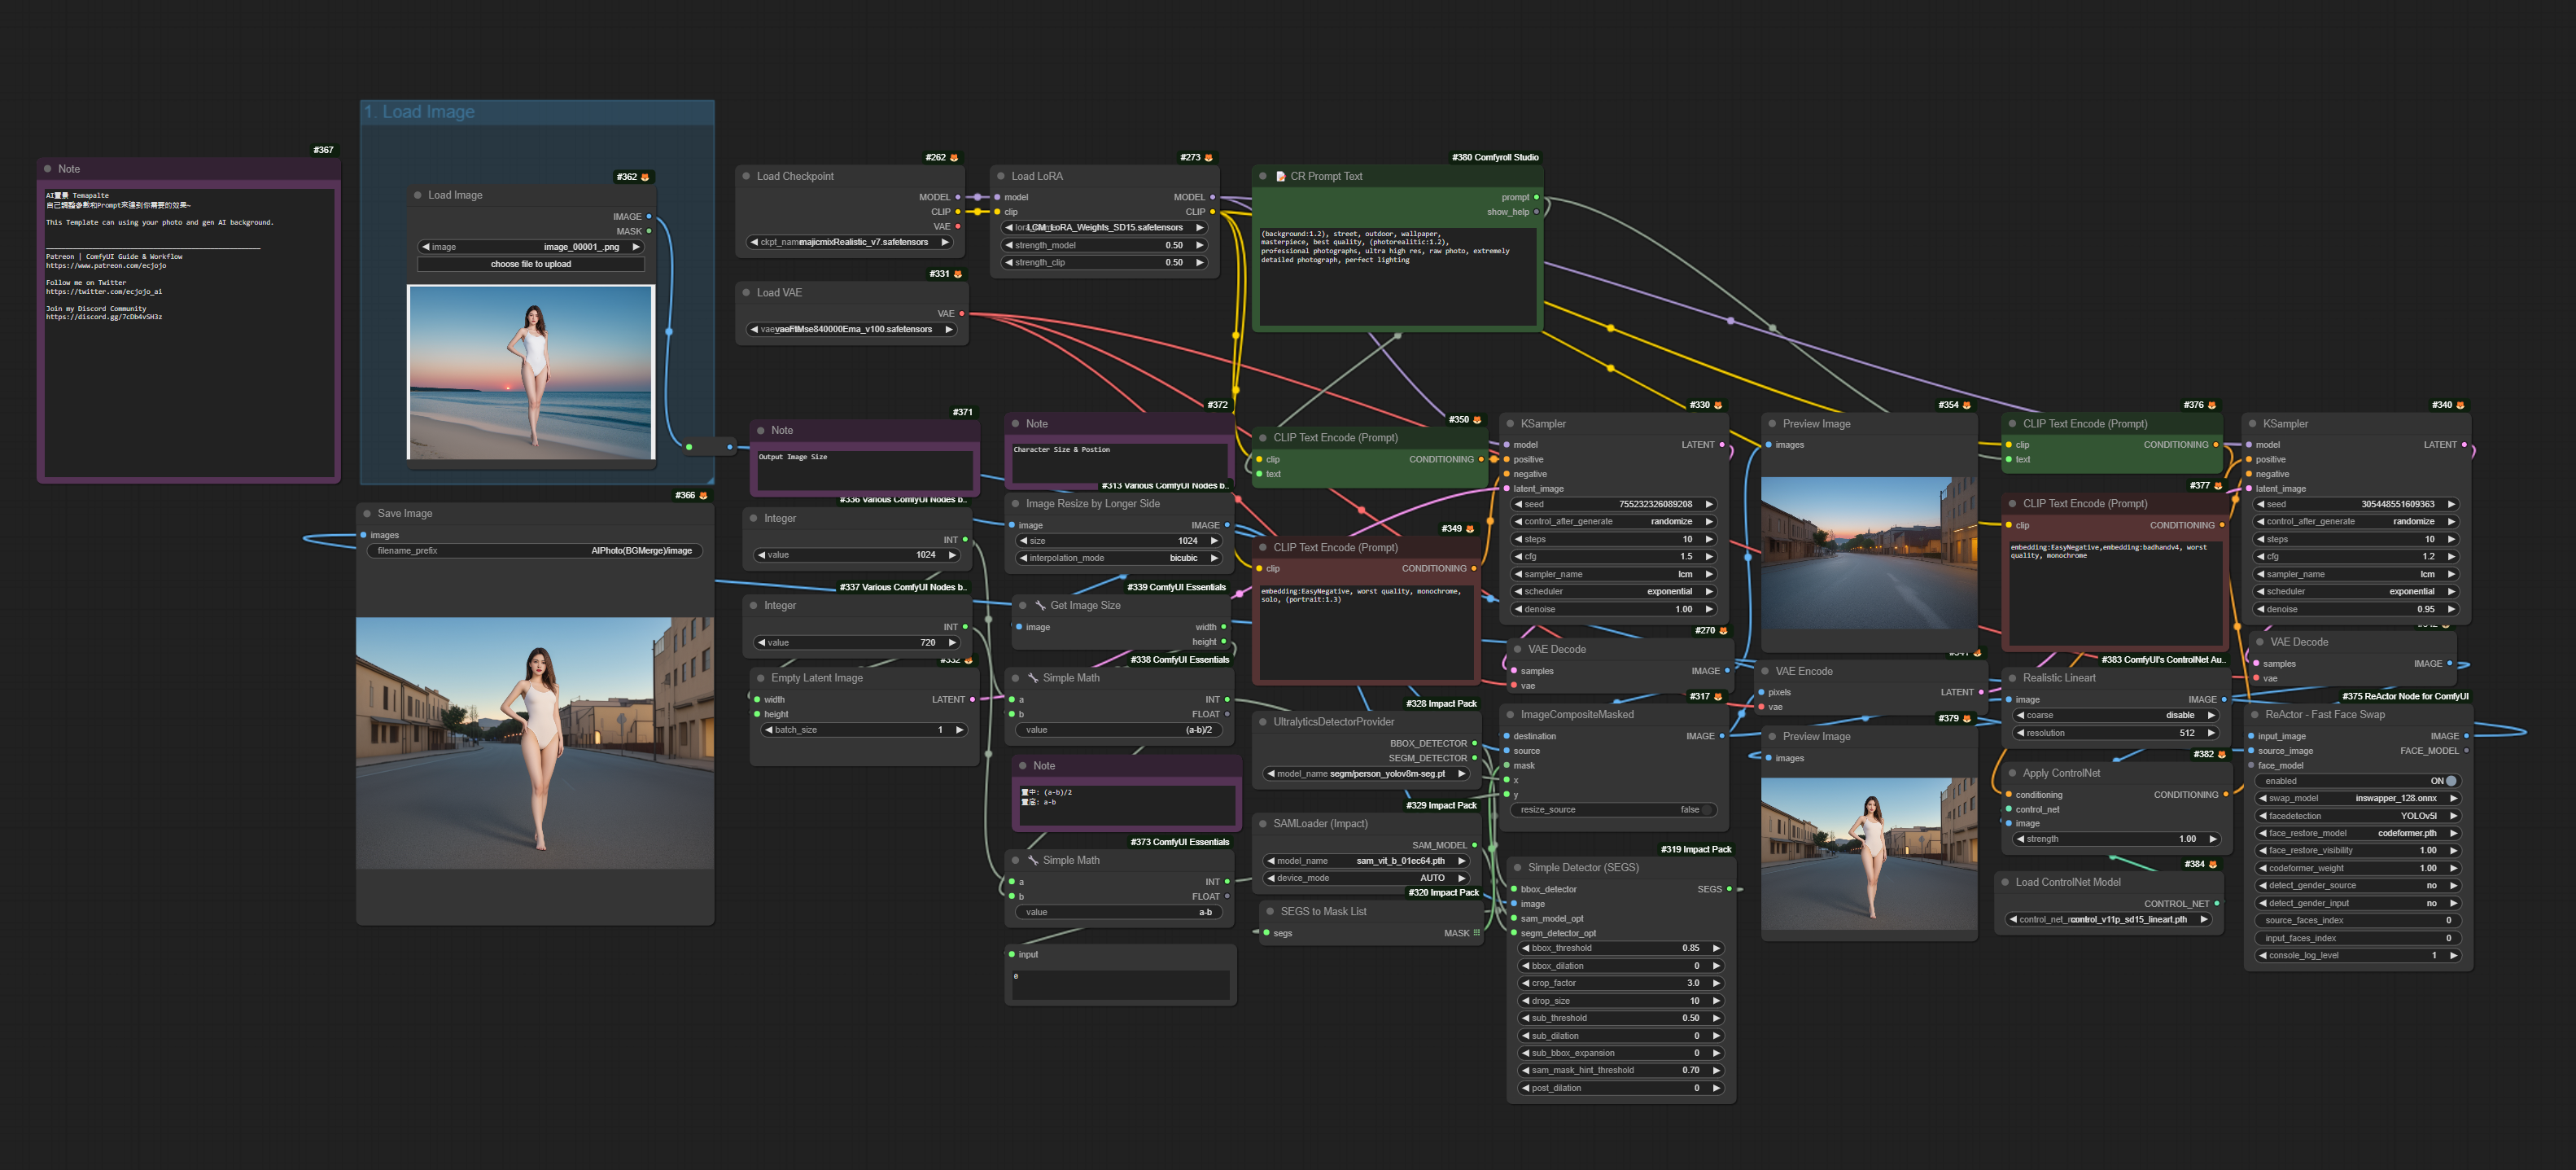 1. Load Image
#367
Note
AI置景 Temapalte
自己調整參數和Prompt來達到你需要的效果~
This Template can using your photo and gen AI background.
Patreon | ComfyUI Guide & Workflow
https://www.patreon.com/ecjojo
Follow me on Twitter
https://twitter.com/ecjojo_ai
Join my Discord Community
https://discord.gg/7cDb4vSH3z
#362
Load Image
IMAGE
MASK
image image_00001_.png
choose file to upload
#366
Save Image
images
filename_prefix AIPhoto(BGMerge)/image
#262
Load Checkpoint
MODEL
CLIP
VAE
majicmixRealistic_v7.safetensors
#331
Load VAE
VAE
#273
Load LoRA
model MODEL
clip CLIP
LCM_LoRA_Weights_SD15.safetensors
strength_model 0.50
strength_clip 0.50
#380 Comfyroll Studio
CR Prompt Text
prompt
show_help
(background:1.2), street, outdoor, wallpaper,
masterpiece, best quality, (photorealitic:1.2),
professional photographs, ultra high res, raw photo, extremely
detailed photograph, perfect lighting
#371
Note
Output Image Size
#336 Various ComfyUI Nodes b..
Integer
INT
value 1024
#337 Various ComfyUI Nodes b..
Integer
INT
value 720
#332
Empty Latent Image
width LATENT
height
batch_size 1
#372
Note
Character Size & Postion
#313 Various ComfyUI Nodes b..
Image Resize by Longer Side
image IMAGE
size 1024
interpolation_mode bicubic
#339 ComfyUI Essentials
Get Image Size
image width
height
#338 ComfyUI Essentials
Simple Math
a INT
b FLOAT
value (a-b)/2
Note
置中: (a-b)/2
置底: a-b
#373 ComfyUI Essentials
Simple Math
a INT
b FLOAT
value a-b
input
0
#350
CLIP Text Encode (Prompt)
clip CONDITIONING
text
#349
CLIP Text Encode (Prompt)
clip CONDITIONING
embedding:EasyNegative, worst quality, monochrome,
solo, (portrait:1.3)
#328 Impact Pack
UltralyticsDetectorProvider
BBOX_DETECTOR
SEGM_DETECTOR
model_name segm/person_yolov8m-seg.pt
#329 Impact Pack
SAMLoader (Impact)
SAM_MODEL
model_name sam_vit_b_01ec64.pth
device_mode AUTO
#320 Impact Pack
SEGS to Mask List
segs MASK
#330
KSampler
model LATENT
positive
negative
latent_image
seed 755232326089208
control_after_generate randomize
steps 10
cfg 1.5
sampler_name lcm
scheduler exponential
denoise 1.00
#270
VAE Decode
samples IMAGE
vae
#317
ImageCompositeMasked
destination IMAGE
source
mask
x
y
resize_source false
#319 Impact Pack
Simple Detector (SEGS)
bbox_detector SEGS
image
sam_model_opt
segm_detector_opt
bbox_threshold 0.85
bbox_dilation 0
crop_factor 3.0
drop_size 10
sub_threshold 0.50
sub_dilation 0
sub_bbox_expansion 0
sam_mask_hint_threshold 0.70
post_dilation 0
#354
Preview Image
images
VAE Encode
pixels LATENT
vae
#379
Preview Image
images
#376
CLIP Text Encode (Prompt)
clip CONDITIONING
text
#377
CLIP Text Encode (Prompt)
clip CONDITIONING
embedding:EasyNegative,embedding:badhandv4, worst
quality, monochrome
#383 ComfyUI's ControlNet Au..
Realistic Lineart
image IMAGE
coarse disable
resolution 512
#382
Apply ControlNet
conditioning CONDITIONING
control_net
image
strength 1.00
#384
Load ControlNet Model
CONTROL_NET
control_v11p_sd15_lineart.pth
#340
KSampler
model LATENT
positive
negative
latent_image
seed 305448551609363
control_after_generate randomize
steps 10
cfg 1.2
sampler_name lcm
scheduler exponential
denoise 0.95
VAE Decode
samples IMAGE
vae
#375 ReActor Node for ComfyUI
ReActor - Fast Face Swap
input_image IMAGE
source_image FACE_MODEL
face_model
enabled ON
swap_model inswapper_128.onnx
facedetection YOLOv5l
face_restore_model codeformer.pth
face_restore_visibility 1.00
codeformer_weight 1.00
detect_gender_source no
detect_gender_input no
source_faces_index 0
input_faces_index 0
console_log_level 1